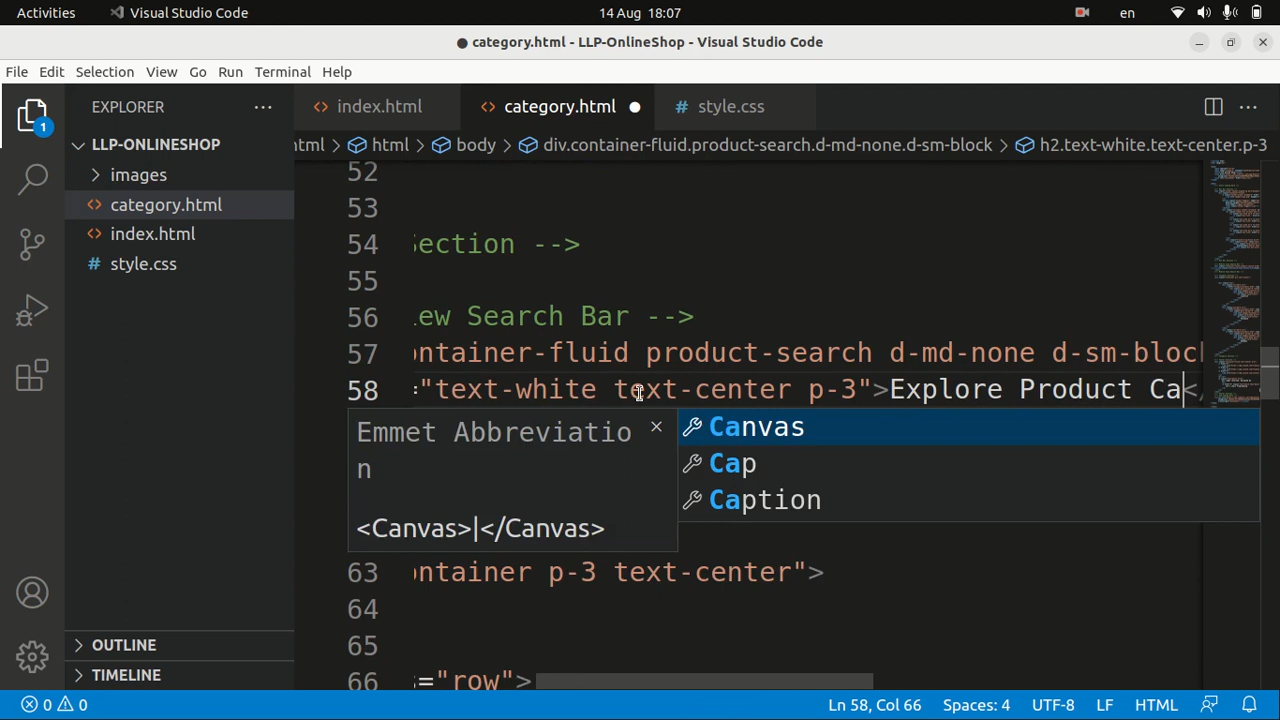 Activities
Visual Studio Code
14 Aug 18:07
en
category.html - LLP-OnlineShop - Visual Studio Code
File Edit Selection View Go Run Terminal Help
EXPLORER
index.html
category.html
style.css
LLP-ONLINESHOP
html
html
body
div.container-fluid.product-search.d-md-none.d-sm-block
h2.text-white.text-center.p-3
images
category.html
index.html
style.css
1
52
53
54 Section -->
55
56 iew Search Bar -->
57 ontainer-fluid product-search d-md-none d-sm-block
58 ="text-white text-center p-3">Explore Product Ca</
Emmet Abbreviatio
n
<Canvas>|</Canvas>
Canvas
Cap
Caption
63 ontainer p-3 text-center">
64
65
66 ="row">
OUTLINE
TIMELINE
0 0
Ln 58, Col 66
Spaces: 4
UTF-8
LF
HTML